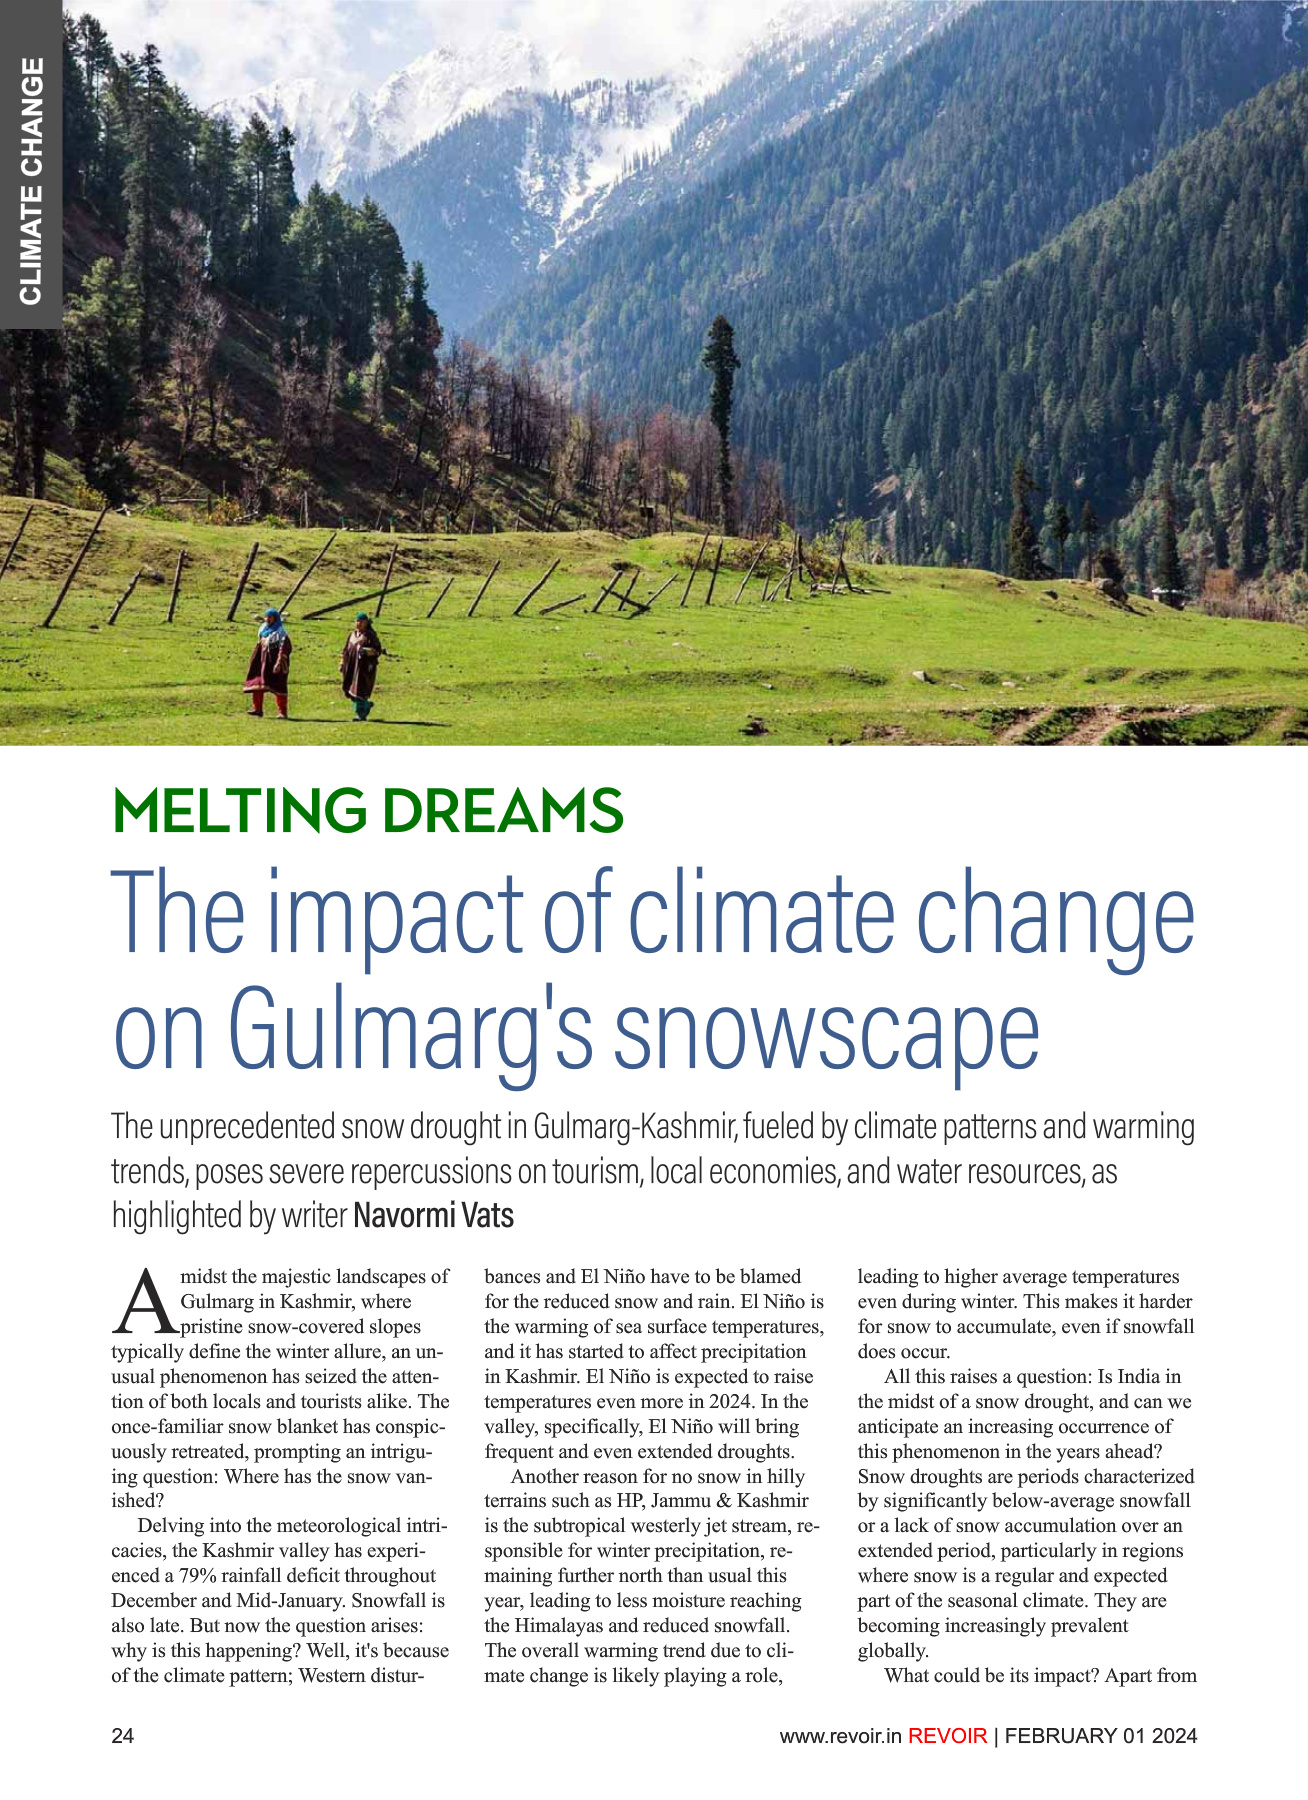 CLIMATE CHANGE
MELTING DREAMS
The impact of climate change
on Gulmarg's snowscape
The unprecedented snow drought in Gulmarg-Kashmir, fueled by climate patterns and warming
trends, poses severe repercussions on tourism, local economies, and water resources, as
highlighted by writer Navormi Vats
Amidst the majestic landscapes of
Gulmarg in Kashmir, where
pristine snow-covered slopes
typically define the winter allure, an un-
usual phenomenon has seized the atten-
tion of both locals and tourists alike. The
once-familiar snow blanket has conspic-
uously retreated, prompting an intrigu-
ing question: Where has the snow van-
ished?
Delving into the meteorological intri-
cacies, the Kashmir valley has experi-
enced a 79% rainfall deficit throughout
December and Mid-January. Snowfall is
also late. But now the question arises:
why is this happening? Well, it's because
of the climate pattern; Western distur-
bances and El Niño have to be blamed
for the reduced snow and rain. El Niño is
the warming of sea surface temperatures,
and it has started to affect precipitation
in Kashmir. El Niño is expected to raise
temperatures even more in 2024. In the
valley, specifically, El Niño will bring
frequent and even extended droughts.
Another reason for no snow in hilly
terrains such as HP, Jammu & Kashmir
is the subtropical westerly jet stream, re-
sponsible for winter precipitation, re-
maining further north than usual this
year, leading to less moisture reaching
the Himalayas and reduced snowfall.
The overall warming trend due to cli-
mate change is likely playing a role,
leading to higher average temperatures
even during winter. This makes it harder
for snow to accumulate, even if snowfall
does occur.
All this raises a question: Is India in
the midst of a snow drought, and can we
anticipate an increasing occurrence of
this phenomenon in the years ahead?
Snow droughts are periods characterized
by significantly below-average snowfall
or a lack of snow accumulation over an
extended period, particularly in regions
where snow is a regular and expected
part of the seasonal climate. They are
becoming increasingly prevalent
globally.
What could be its impact? Apart from
24
www.revoir.in REVOIR | FEBRUARY 01 2024